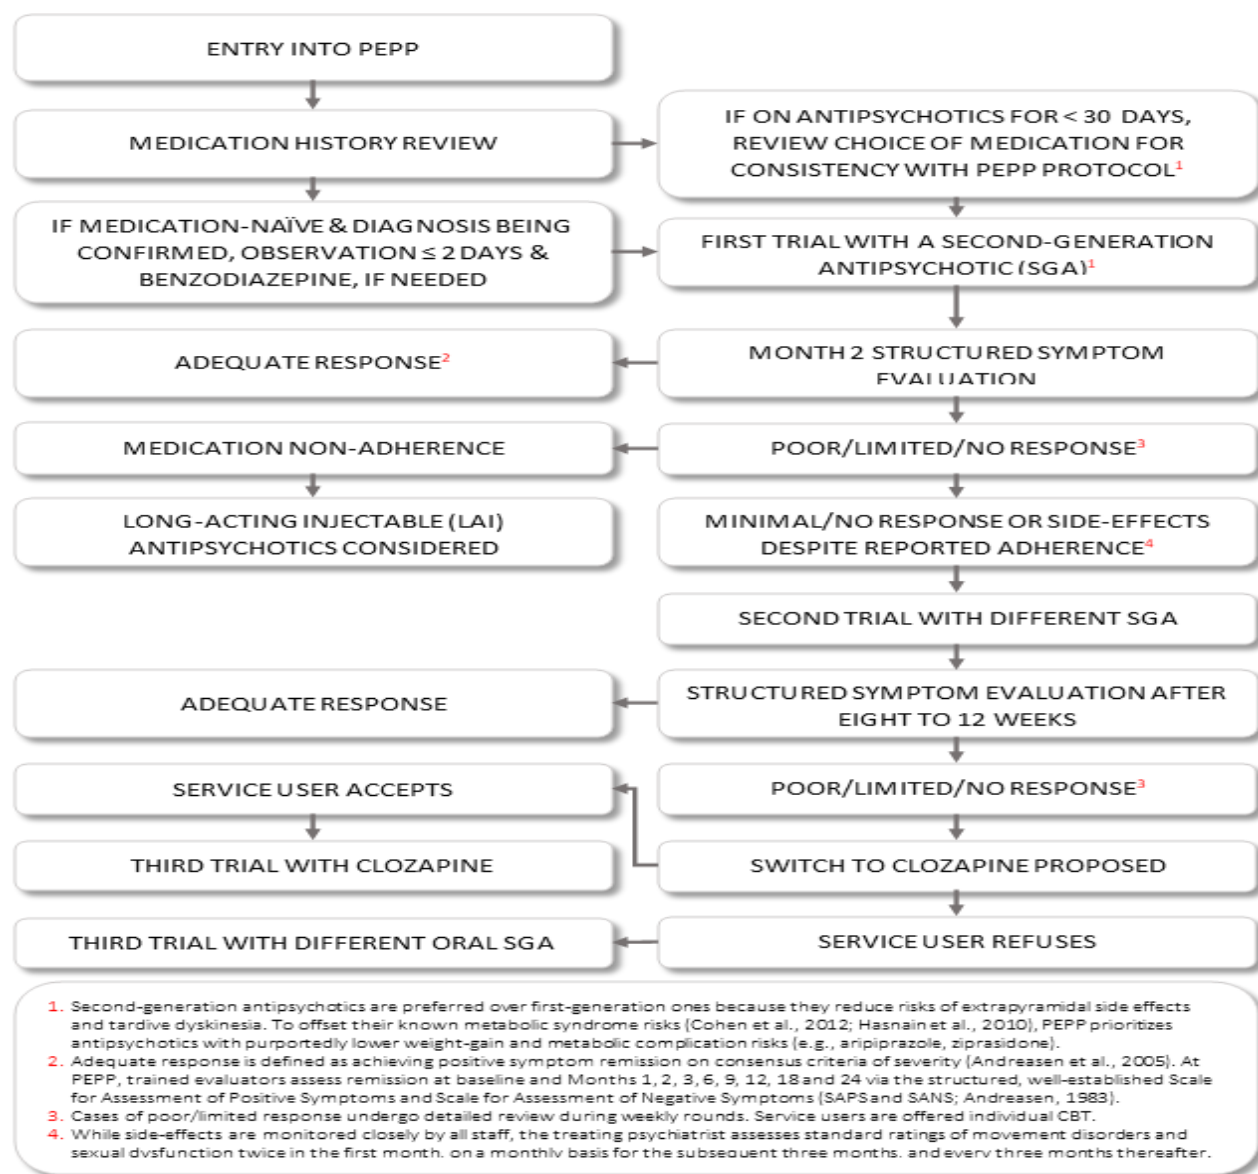 ENTRY INTO PEPP
MEDICATION HISTORY REVIEW
IF ON ANTIPSYCHOTICS FOR < 30 DAYS,
REVIEW CHOICE OF MEDICATION FOR
CONSISTENCY WITH PEPP PROTOCOL1
IF MEDICATION-NAÏVE & DIAGNOSIS BEING
CONFIRMED, OBSERVATION ≤ 2 DAYS &
BENZODIAZEPINE, IF NEEDED
FIRST TRIAL WITH A SECOND-GENERATION
ANTIPSYCHOTIC (SGA)1
ADEQUATE RESPONSE2
MONTH 2 STRUCTURED SYMPTOM
EVALUATION
MEDICATION NON-ADHERENCE
POOR/LIMITED/NO RESPONSE3
LONG-ACTING INJECTABLE (LAI)
ANTIPSYCHOTICS CONSIDERED
MINIMAL/NO RESPONSE OR SIDE-EFFECTS
DESPITE REPORTED ADHERENCE4
SECOND TRIAL WITH DIFFERENT SGA
ADEQUATE RESPONSE
STRUCTURED SYMPTOM EVALUATION AFTER
EIGHT TO 12 WEEKS
SERVICE USER ACCEPTS
POOR/LIMITED/NO RESPONSE3
THIRD TRIAL WITH CLOZAPINE
SWITCH TO CLOZAPINE PROPOSED
THIRD TRIAL WITH DIFFERENT ORAL SGA
SERVICE USER REFUSES
1. Second-generation antipsychotics are preferred over first-generation ones because they reduce risks of extrapyramidal side effects
and tardive dyskinesia. To offset their known metabolic syndrome risks (Cohen et al., 2012; Hasnain et al., 2010), PEPP prioritizes
antipsychotics with purportedly lower weight-gain and metabolic complication risks (e.g., aripiprazole, ziprasidone).
2. Adequate response is defined as achieving positive symptom remission on consensus criteria of severity (Andreasen et al., 2005). At
PEPP, trained evaluators assess remission at baseline and Months 1, 2, 3, 6, 9, 12, 18 and 24 via the structured, well-established Scale
for Assessment of Positive Symptoms and Scale for Assessment of Negative Symptoms (SAPS and SANS; Andreasen, 1983).
3. Cases of poor/limited response undergo detailed review during weekly rounds. Service users are offered individual CBT.
4. While side-effects are monitored closely by all staff, the treating psychiatrist assesses standard ratings of movement disorders and
sexual dysfunction twice in the first month, on a monthly basis for the subsequent three months, and every three months thereafter.